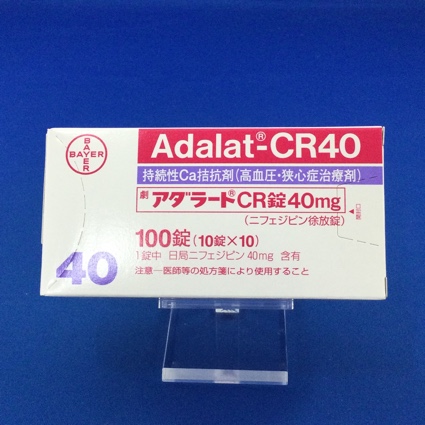 BAYER
BAYER
Adalat®-CR40
持続性Ca拮抗剤(高血圧・狭心症治療剤)
劇 アダラート®CR錠40mg
(ニフェジピン徐放錠)
100錠(10錠×10)
1錠中 日局ニフェジピン40mg 含有
注意-医師等の処方箋により使用すること
40